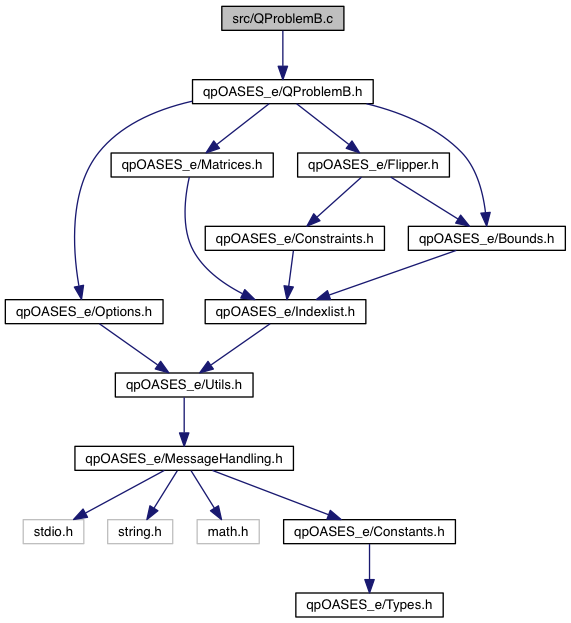 src/QProblemB.c
qpOASES_e/QProblemB.h
qpOASES_e/Matrices.h
qpOASES_e/Flipper.h
qpOASES_e/Constraints.h
qpOASES_e/Bounds.h
qpOASES_e/Options.h
qpOASES_e/Indexlist.h
qpOASES_e/Utils.h
qpOASES_e/MessageHandling.h
stdio.h
string.h
math.h
qpOASES_e/Constants.h
qpOASES_e/Types.h